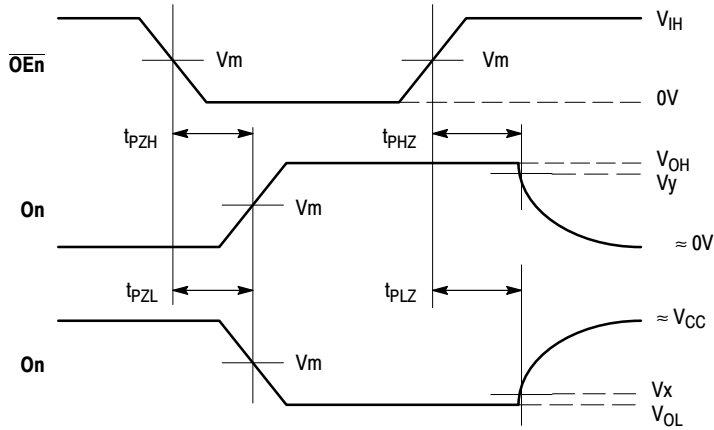 V_IH
OEn Vm Vm
0V
t_PZH t_PHZ
V_OH
Vy
On Vm
≈ 0V
t_PZL t_PLZ
≈ V_CC
On Vm
Vx
V_OL